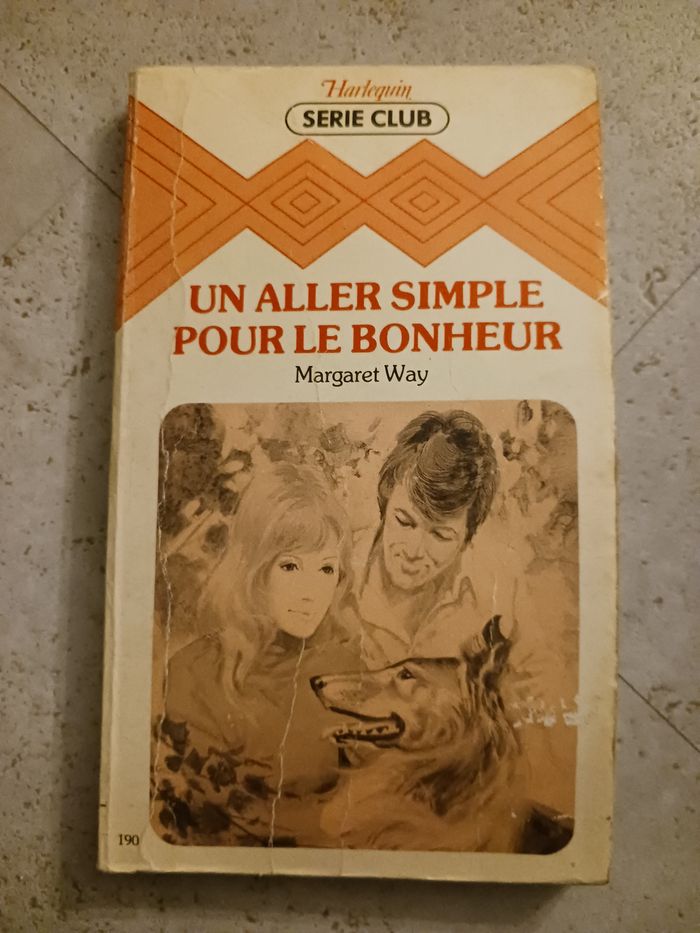 Harlequin
SERIE CLUB
UN ALLER SIMPLE
POUR LE BONHEUR
Margaret Way
190